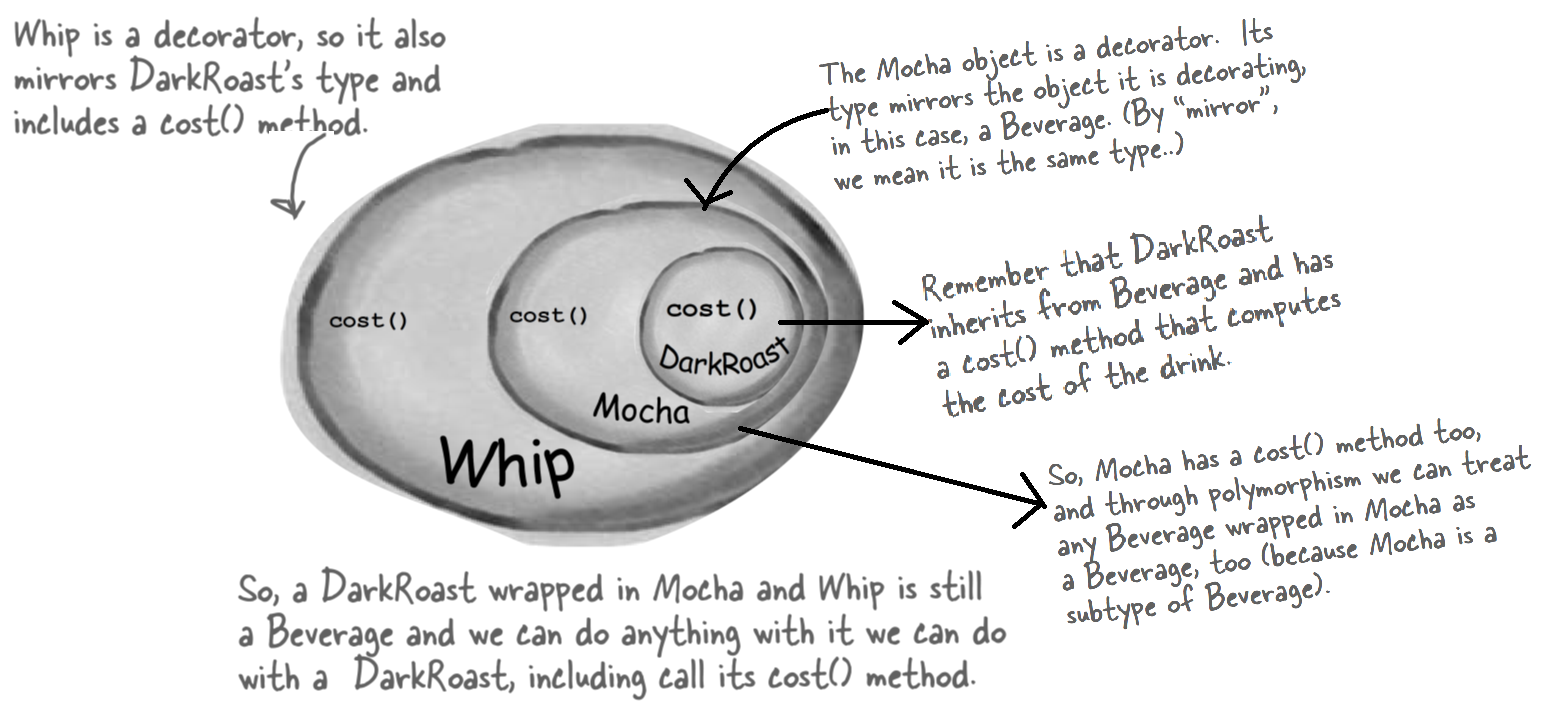 Whip is a decorator, so it also
mirrors DarkRoast's type and
includes a cost() method.
The Mocha object is a decorator. Its
type mirrors the object it is decorating,
in this case, a Beverage. (By “mirror”,
we mean it is the same type..)
cost()
cost()
cost()
DarkRoast
Mocha
Whip
Remember that DarkRoast
inherits from Beverage and has
a cost() method that computes
the cost of the drink.
So, Mocha has a cost() method too,
and through polymorphism we can treat
any Beverage wrapped in Mocha as
a Beverage, too (because Mocha is a
subtype of Beverage).
So, a DarkRoast wrapped in Mocha and Whip is still
a Beverage and we can do anything with it we can do
with a DarkRoast, including call its cost() method.